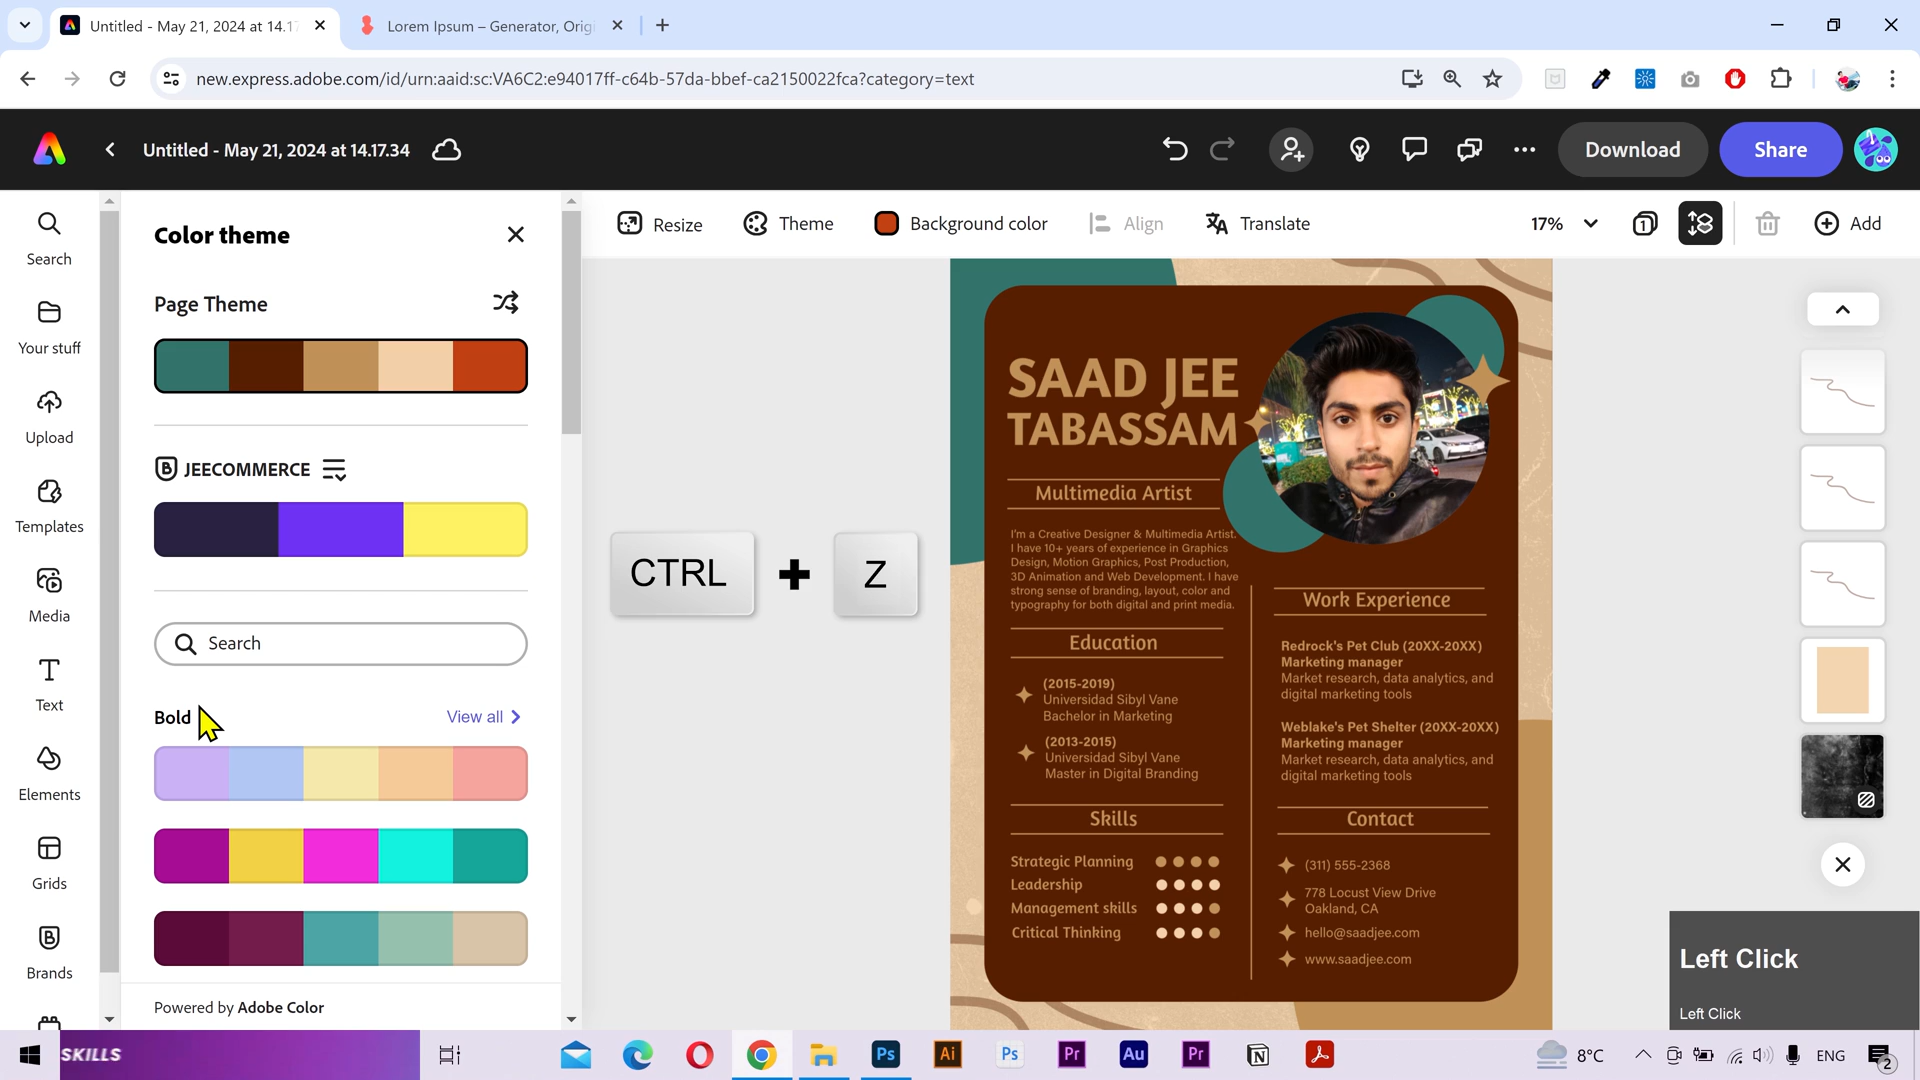 Untitled - May 21, 2024 at 14.17
Lorem Ipsum – Generator, Orig
new.express.adobe.com/id/urn:aaid:sc:VA6C2:e94017ff-c64b-57da-bbef-ca2150022fca?category=text
Untitled - May 21, 2024 at 14.17.34
Download
Share
Resize
Theme
Background color
Align
Translate
17%
1
Add
Search
Your stuff
Upload
Templates
Media
Text
Elements
Grids
Brands
Color theme
Page Theme
JEECOMMERCE
Search
Bold
View all
Powered by Adobe Color
CTRL + Z
SAAD JEE
TABASSAM
Multimedia Artist
I'm a Creative Designer & Multimedia Artist.
I have 10+ years of experience in Graphics
Design, Motion Graphics, Post Production,
3D Animation and Web Development. I have
strong sense of branding, layout, color and
typography for both digital and print media.
Education
(2015-2019)
Universidad Sibyl Vane
Bachelor in Marketing
(2013-2015)
Universidad Sibyl Vane
Master in Digital Branding
Skills
Strategic Planning
Leadership
Management skills
Critical Thinking
Work Experience
Redrock's Pet Club (20XX-20XX)
Marketing manager
Market research, data analytics, and
digital marketing tools
Weblake's Pet Shelter (20XX-20XX)
Marketing manager
Market research, data analytics, and
digital marketing tools
Contact
(311) 555-2368
778 Locust View Drive
Oakland, CA
hello@saadjee.com
www.saadjee.com
Left Click
Left Click
SKILLS
Ps
Ai
Ps
Pr
Au
Pr
8°C
ENG
2